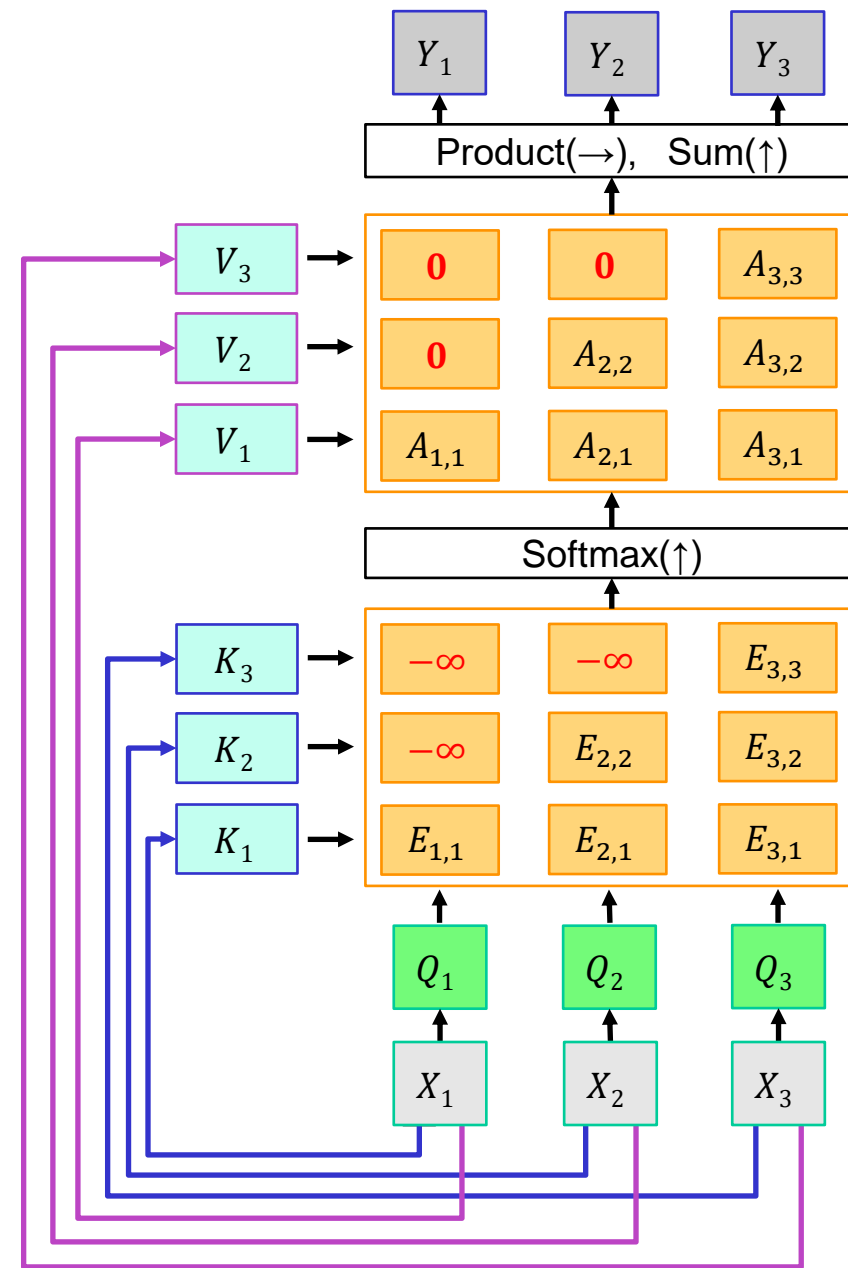 Y₁ Y₂ Y₃
Product(→), Sum(↑)
V₃ 0 0 A₃,₃
V₂ 0 A₂,₂ A₃,₂
V₁ A₁,₁ A₂,₁ A₃,₁
Softmax(↑)
K₃ −∞ −∞ E₃,₃
K₂ −∞ E₂,₂ E₃,₂
K₁ E₁,₁ E₂,₁ E₃,₁
Q₁ Q₂ Q₃
X₁ X₂ X₃